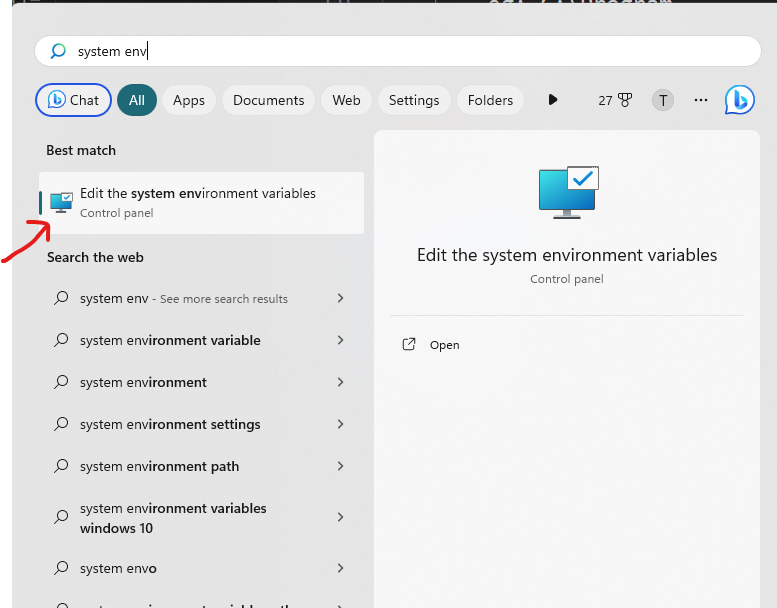 system env
Chat
All
Apps
Documents
Web
Settings
Folders
27
T
Best match
Edit the system environment variables
Control panel
Search the web
system env - See more search results
system environment variable
system environment
system environment settings
system environment path
system environment variables
windows 10
system envo
Edit the system environment variables
Control panel
Open